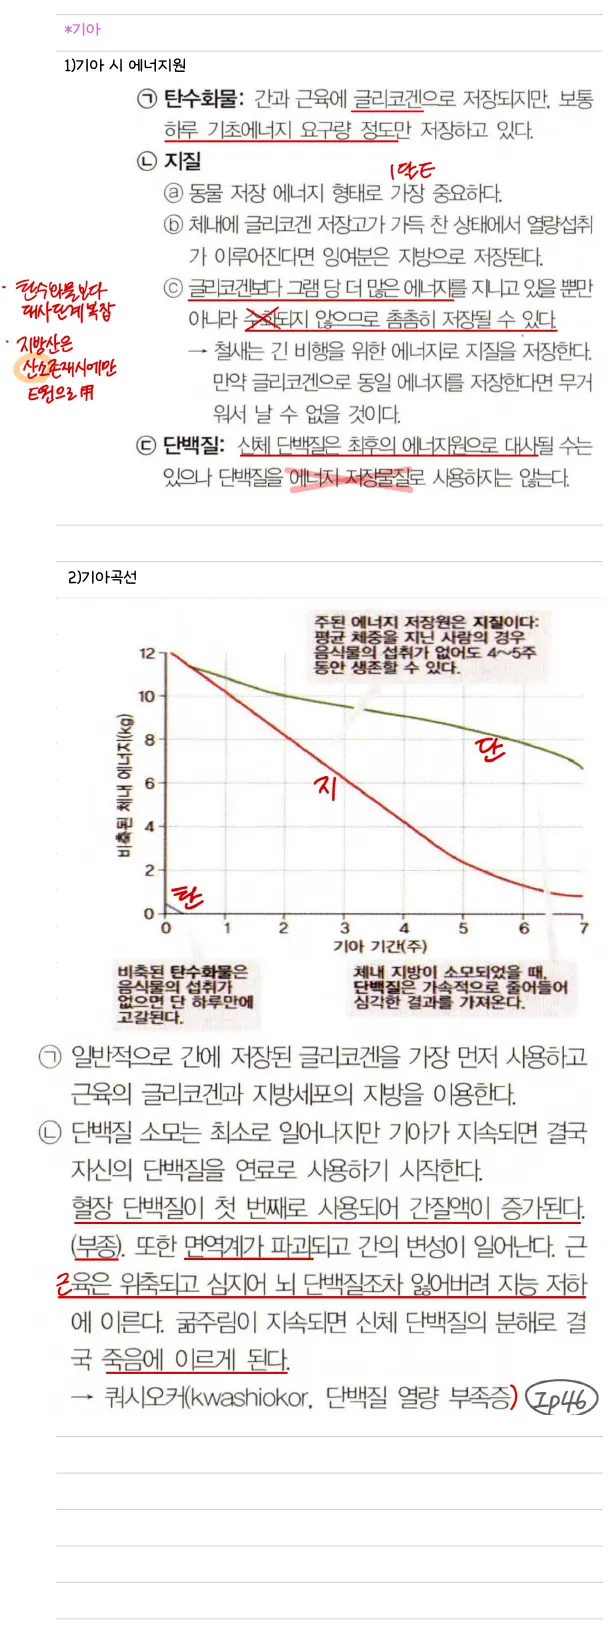 *기아
1)기아 시 에너지원
㉠ 탄수화물: 간과 근육에 글리코겐으로 저장되지만, 보통
하루 기초에너지 요구량 정도만 저장하고 있다.
㉡ 지질
1달E
ⓐ 동물 저장 에너지 형태로 가장 중요하다.
ⓑ 체내에 글리코겐 저장고가 가득 찬 상태에서 열량섭취
가 이루어진다면 잉여분은 지방으로 저장된다.
ⓒ 글리코겐보다 그램 당 더 많은 에너지를 지니고 있을 뿐만
아니라 수화되지 않으므로 촘촘히 저장될 수 있다.
· 탄수화물보다
대사단계 복잡
· 지방산은
산소존재시에만
E원으로 用
→ 철새는 긴 비행을 위한 에너지로 지질을 저장한다.
만약 글리코겐으로 동일 에너지를 저장한다면 무거
워서 날 수 없을 것이다.
㉢ 단백질: 신체 단백질은 최후의 에너지원으로 대사될 수는
있으나 단백질을 에너지 저장물질로 사용하지는 않는다.
2)기아곡선
주된 에너지 저장원은 지질이다:
평균 체중을 지닌 사람의 경우
음식물의 섭취가 없어도 4~5주
동안 생존할 수 있다.
비축된 체내 에너지(kg)
12
10
8
6
4
2
0
단
지
탄
0 1 2 3 4 5 6 7
기아 기간(주)
비축된 탄수화물은
음식물의 섭취가
없으면 단 하루만에
고갈된다.
체내 지방이 소모되었을 때,
단백질은 가속적으로 줄어들어
심각한 결과를 가져온다.
㉠ 일반적으로 간에 저장된 글리코겐을 가장 먼저 사용하고
근육의 글리코겐과 지방세포의 지방을 이용한다.
㉡ 단백질 소모는 최소로 일어나지만 기아가 지속되면 결국
자신의 단백질을 연료로 사용하기 시작한다.
혈장 단백질이 첫 번째로 사용되어 간질액이 증가된다.
(부종). 또한 면역계가 파괴되고 간의 변성이 일어난다. 근
근육은 위축되고 심지어 뇌 단백질조차 잃어버려 지능 저하
에 이른다. 굶주림이 지속되면 신체 단백질의 분해로 결
국 죽음에 이르게 된다.
→ 쿼시오커(kwashiokor, 단백질 열량 부족증) Ip46